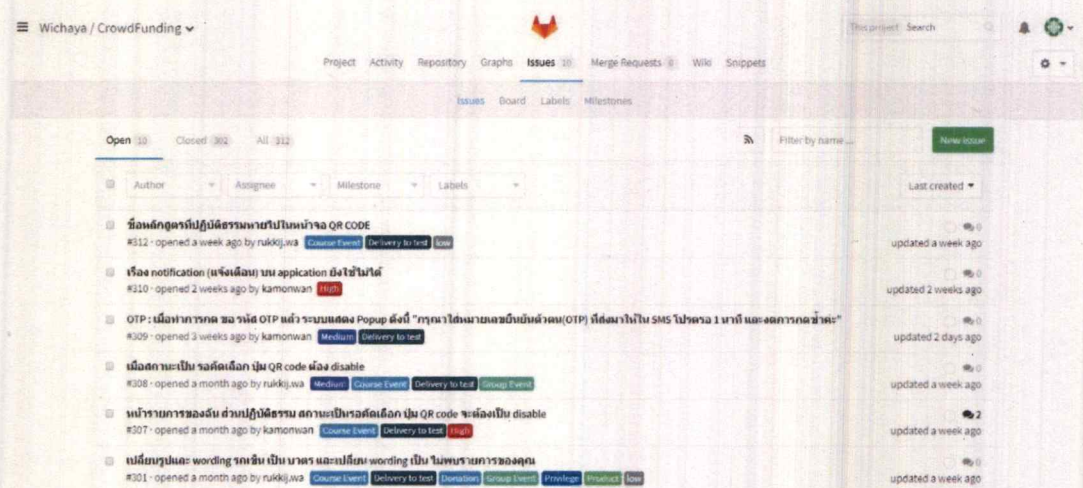 Wichaya / CrowdFunding
This project Search
Project Activity Repository Graphs Issues 10 Merge Requests 0 Wiki Snippets
Issues Board Labels Milestones
Open 10 Closed 302 All 312
Filter by name ...
New Issue
Author Assignee Milestone Labels
Last created
ชื่อหลักสูตรที่ปฏิบัติธรรมหายไปในหน้าจอ QR CODE
0
#312 · opened a week ago by rukkij.wa Course Event Delivery to test low
updated a week ago
เรื่อง notification (แจ้งเตือน) บน appication ยังใช้ไม่ได้
0
#310 · opened 2 weeks ago by kamonwan High
updated 2 weeks ago
OTP : เมื่อทำการกด ขอ รหัส OTP แล้ว ระบบแสดง Popup ดังนี้ "กรุณาใส่หมายเลขยืนยันตัวตน(OTP) ที่ส่งมาให้ใน SMS โปรดรอ 1 นาที และงดการกดซ้ำค่ะ"
0
#309 · opened 3 weeks ago by kamonwan Medium Delivery to test
updated 2 days ago
เมื่อสถานะเป็น รอคัดเลือก ปุ่ม QR code ต้อง disable
0
#308 · opened a month ago by rukkij.wa Medium Course Event Delivery to test Group Event
updated a week ago
หน้ารายการของฉัน ส่วนปฏิบัติธรรม สถานะเป็นรอคัดเลือก ปุ่ม QR code จะต้องเป็น disable
2
#307 · opened a month ago by kamonwan Course Event Delivery to test High
updated a week ago
เปลี่ยนรูปและ wording รถเข็น เป็น บาตร และเปลี่ยน wording เป็น ไม่พบรายการของคุณ
0
#301 · opened a month ago by rukkij.wa Course Event Delivery to test Donation Group Event Privilege Product low
updated a week ago